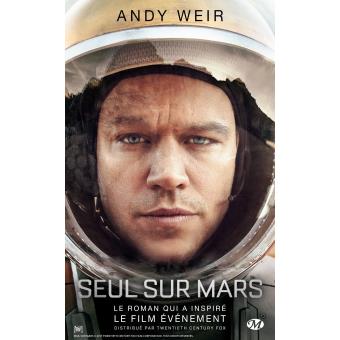 ANDY WEIR
SEUL SUR MARS
LE ROMAN QUI A INSPIRÉ
LE FILM ÉVÉNEMENT
DISTRIBUÉ PAR TWENTIETH CENTURY FOX
M